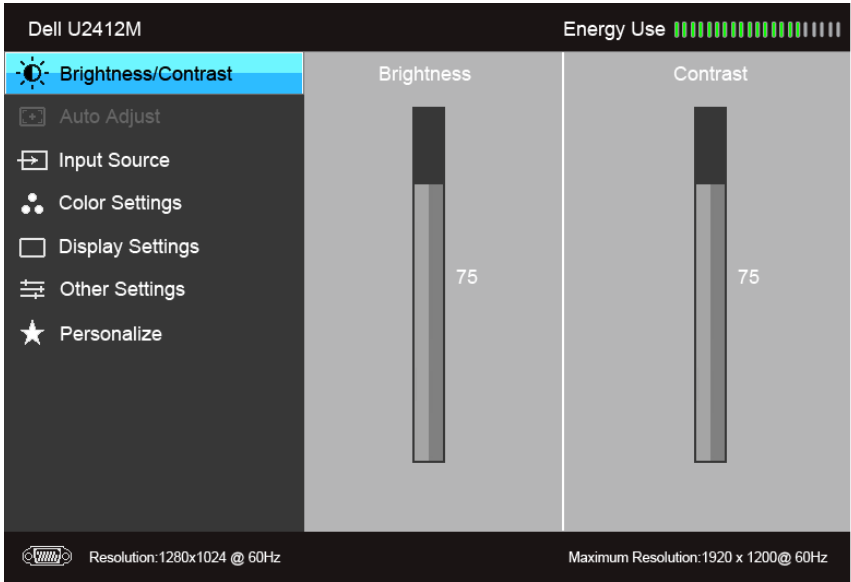 Dell U2412M
Energy Use
Brightness/Contrast
Auto Adjust
Input Source
Color Settings
Display Settings
Other Settings
Personalize
Brightness
75
Contrast
75
Resolution:1280x1024 @ 60Hz
Maximum Resolution:1920 x 1200@ 60Hz